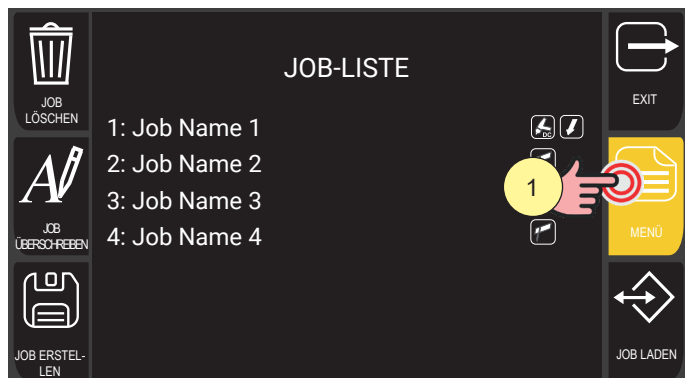 JOB-LISTE
JOB
LÖSCHEN
EXIT
1: Job Name 1
2: Job Name 2
3: Job Name 3
4: Job Name 4
DC
1
JOB
ÜBERSCHREIBEN
MENÜ
JOB ERSTEL-
LEN
JOB LADEN